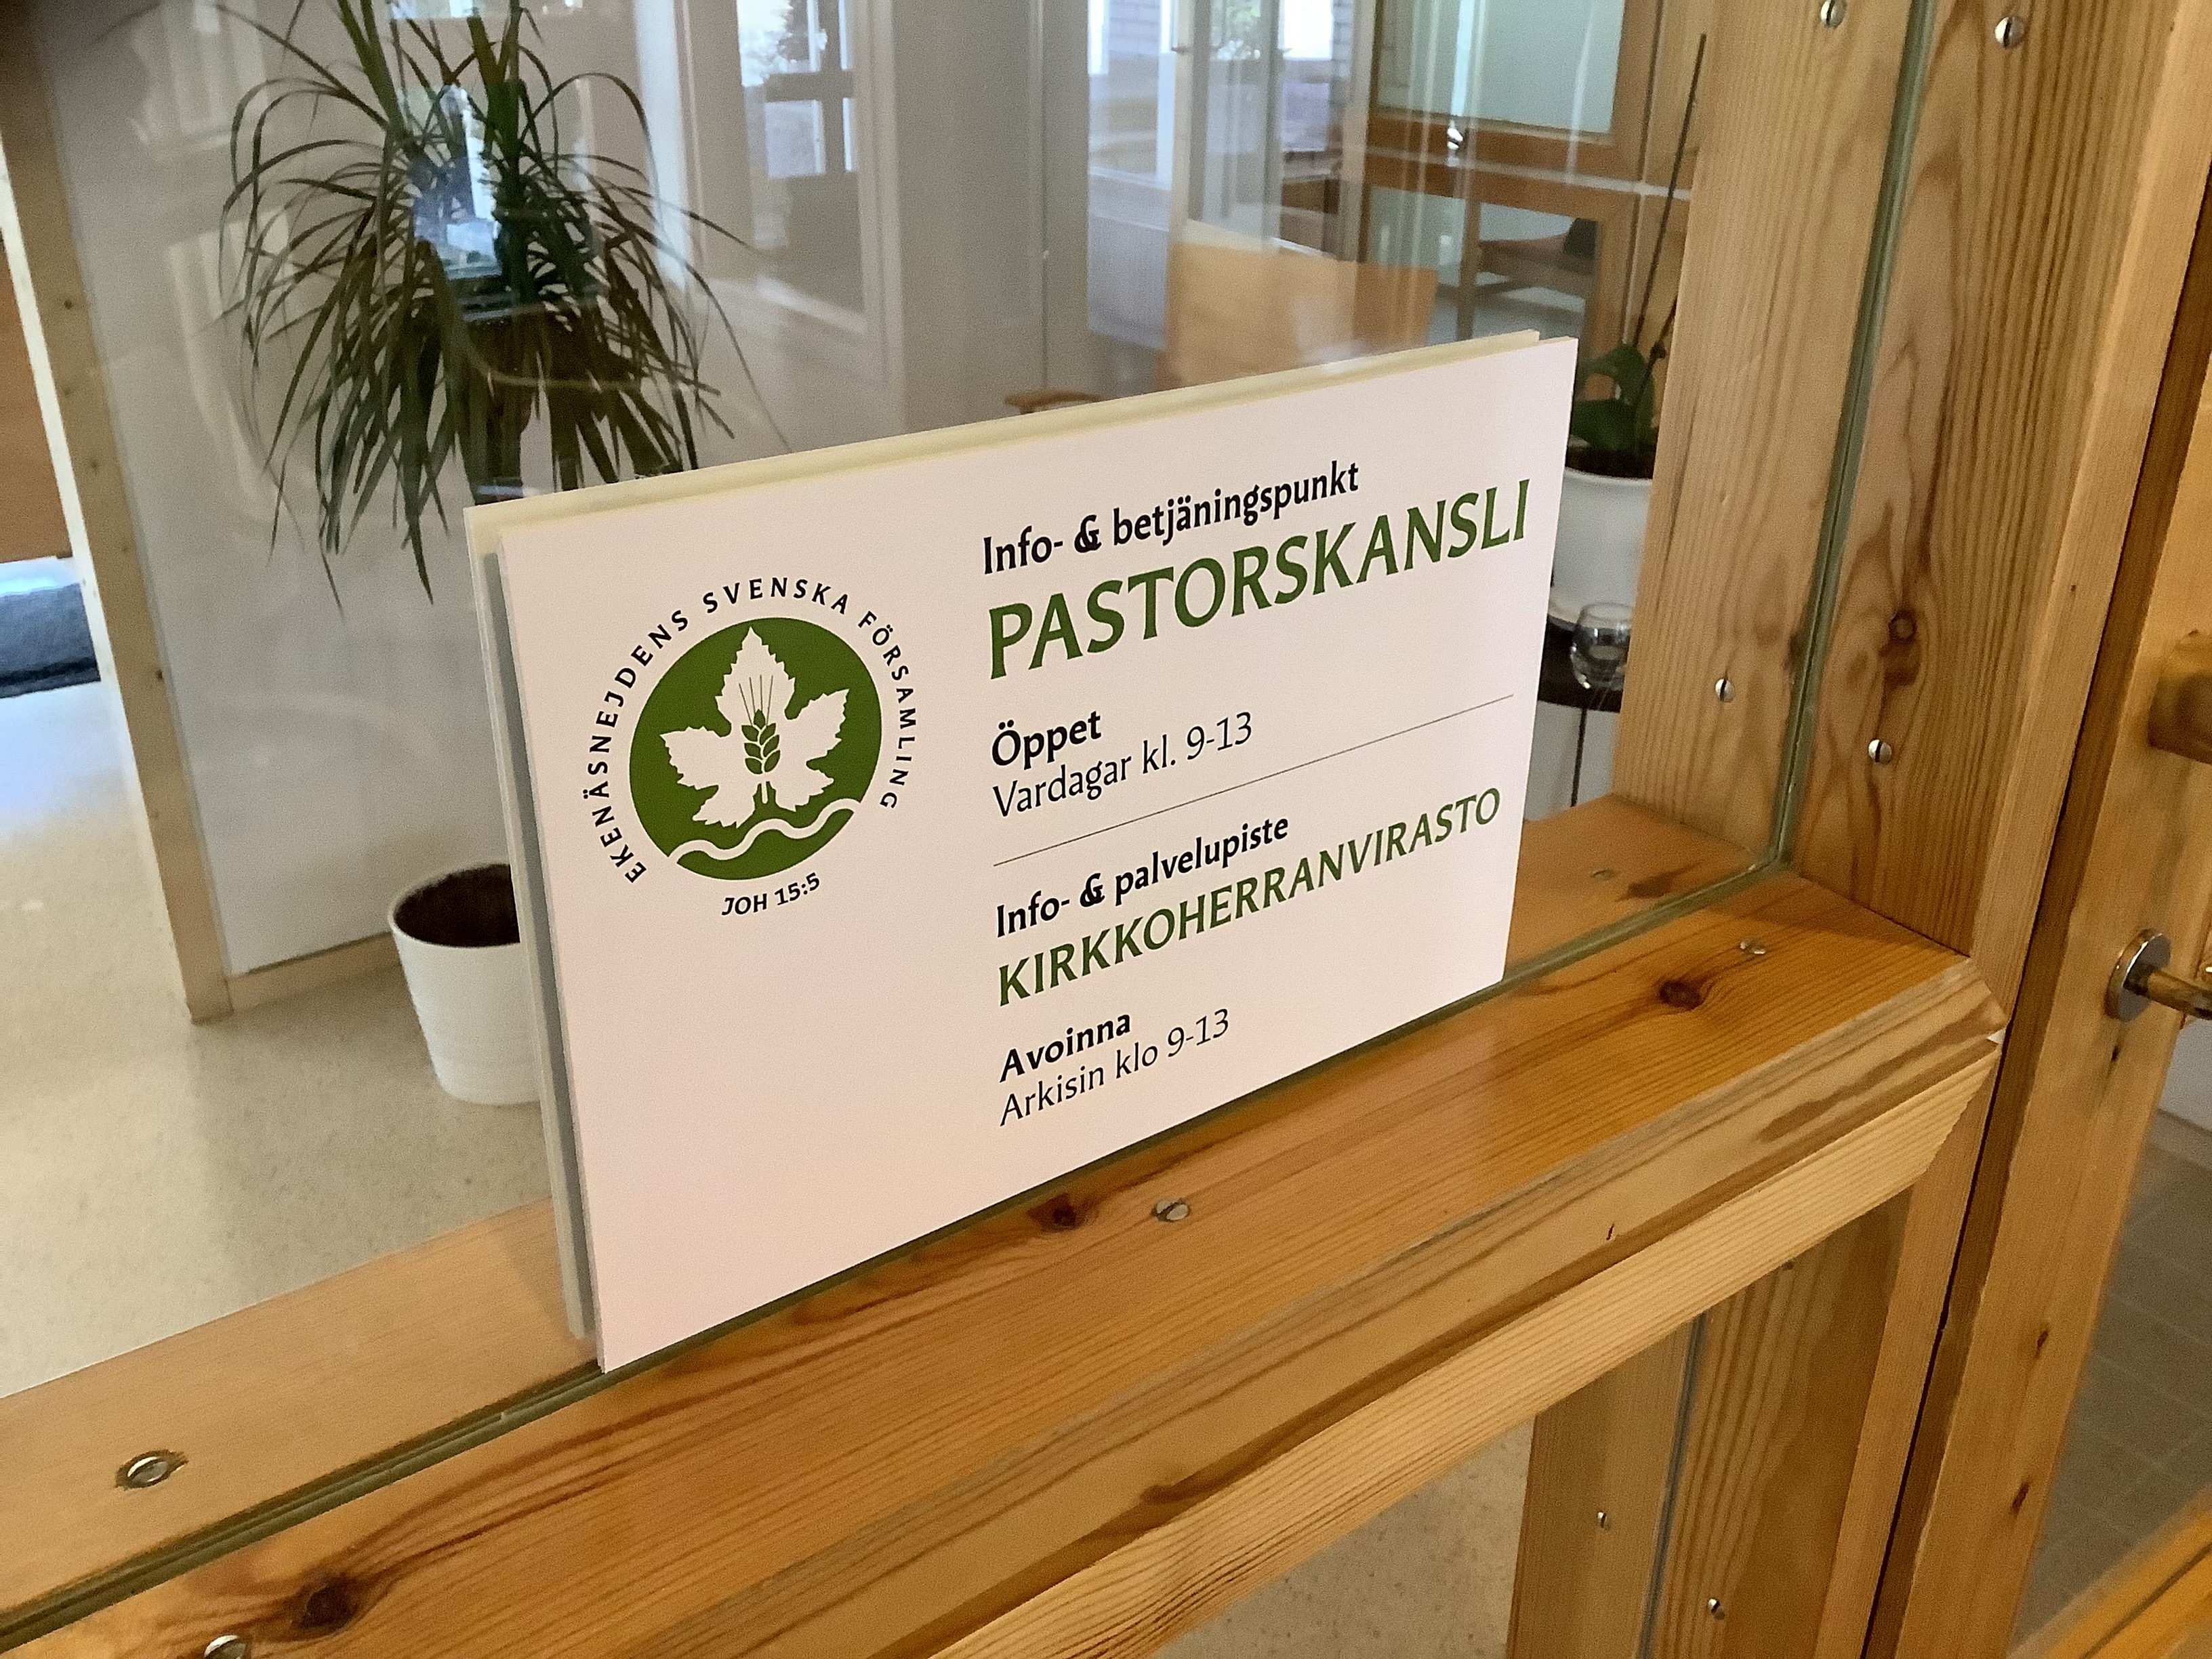 EKENÄSNEJDENS SVENSKA FÖRSAMLING
JOH 15:5
Info- & betjäningspunkt
PASTORSKANSLI
Öppet
Vardagar kl. 9-13
Info- & palvelupiste
KIRKKOHERRANVIRASTO
Avoinna
Arkisin klo 9-13